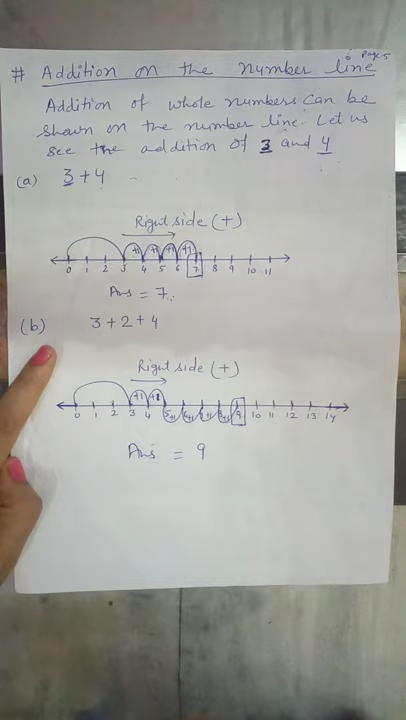 Page 5
# Addition on the number line
Addition of whole numbers can be
shown on the number line. Let us
see the addition of 3 and 4
(a) 3 + 4
Right side (+)
+1 +1 +1 +1
0 1 2 3 4 5 6 7 8 9 10 11
Ans = 7.
(b) 3 + 2 + 4
Right side (+)
+1 +1
0 1 2 3 4 5 6 7 8 9 10 11 12 13 14
+1 +1 +1 +1
Ans = 9